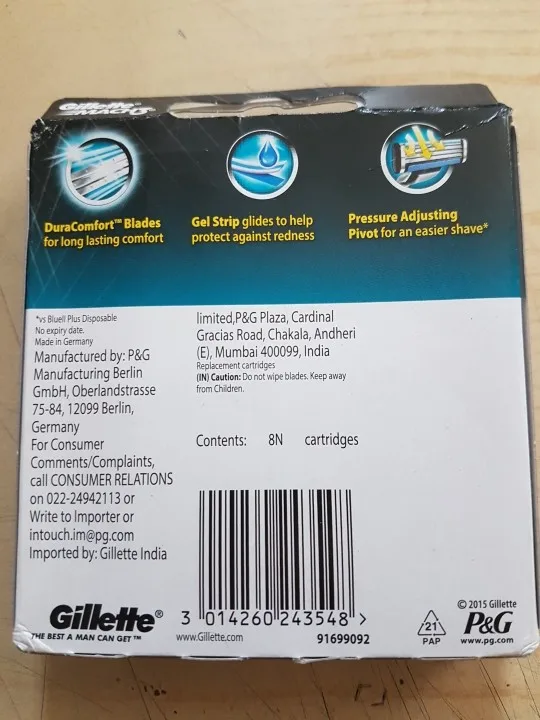 Gillette®
MACH3
DuraComfort™ Blades
for long lasting comfort
Gel Strip glides to help
protect against redness
Pressure Adjusting
Pivot for an easier shave*
*vs BlueII Plus Disposable
No expiry date.
Made in Germany
Manufactured by: P&G
Manufacturing Berlin
GmbH, Oberlandstrasse
75-84, 12099 Berlin,
Germany
For Consumer
Comments/Complaints,
call CONSUMER RELATIONS
on 022-24942113 or
Write to Importer or
intouch.im@pg.com
Imported by: Gillette India
limited,P&G Plaza, Cardinal
Gracias Road, Chakala, Andheri
(E), Mumbai 400099, India
Replacement cartridges
(IN) Caution: Do not wipe blades. Keep away
from Children.
Contents: 8N cartridges
Gillette®
THE BEST A MAN CAN GET™
3 014260 243548 >
www.Gillette.com
91699092
21
PAP
© 2015 Gillette
P&G
www.pg.com